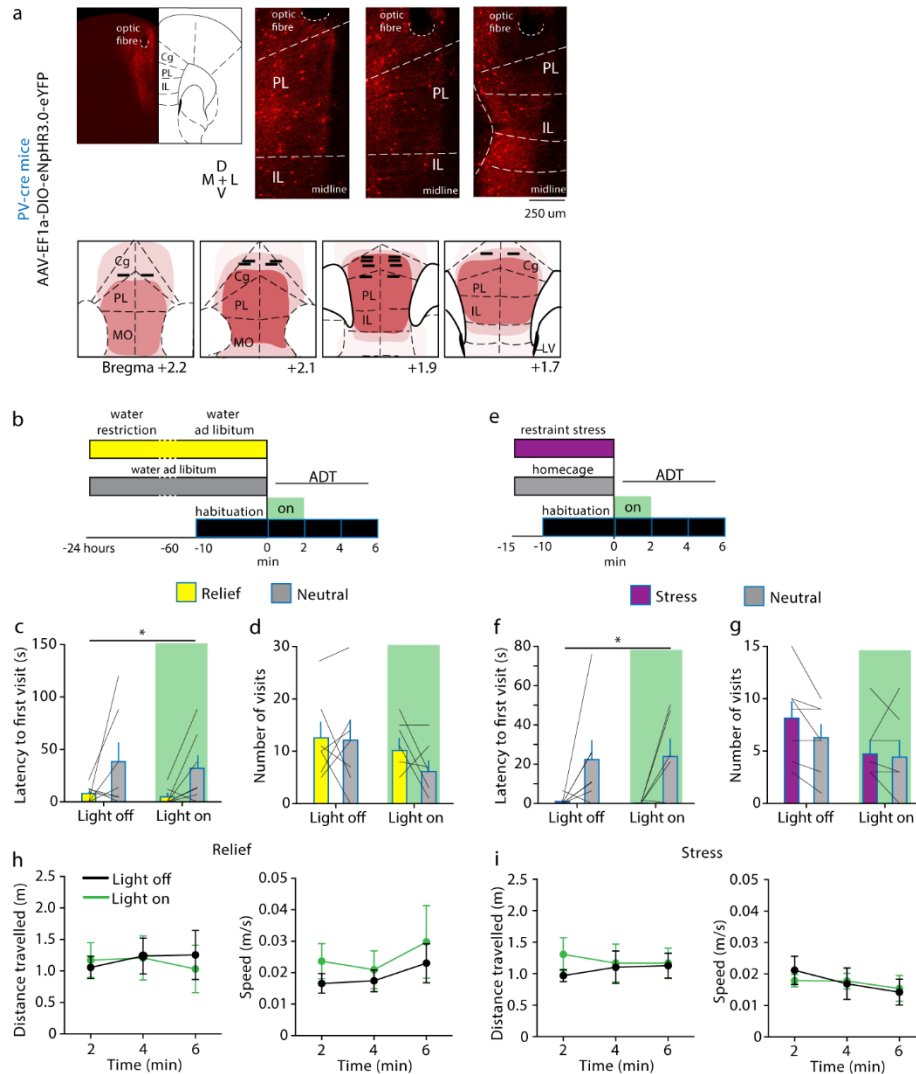 a
PV-cre mice
AAV-EF1a-DIO-eNpHR3.0-eYFP
optic
fibre
Cg
PL
IL
D
M + L
V
optic
fibre
PL
IL
midline
optic
fibre
PL
IL
midline
optic
fibre
PL
IL
midline
250 um
Cg
PL
MO
Bregma +2.2
Cg
PL
MO
+2.1
PL
IL
+1.9
Cg
PL
IL
LV
+1.7
b
water
restriction
water
ad libitum
water ad libitum
ADT
on
habituation
-24 hours
-60
-10
0
2
4
6
min
Relief
Neutral
e
restraint stress
homecage
ADT
on
habituation
-15
-10
0
2
4
6
min
Stress
Neutral
c
Latency to first visit (s)
150
100
50
0
*
Light off
Light on
d
Number of visits
30
20
10
0
Light off
Light on
f
Latency to first visit (s)
80
60
40
20
0
*
Light off
Light on
g
Number of visits
15
10
5
0
Light off
Light on
h
Relief
Distance travelled (m)
2.5
2.0
1.5
1.0
0.5
0
Light off
Light on
2
4
6
Time (min)
Speed (m/s)
0.05
0.04
0.03
0.02
0.01
0
2
4
6
Time (min)
i
Stress
Distance travelled (m)
2.5
2.0
1.5
1.0
0.5
0
2
4
6
Time (min)
Speed (m/s)
0.05
0.04
0.03
0.02
0.01
0
2
4
6
Time (min)